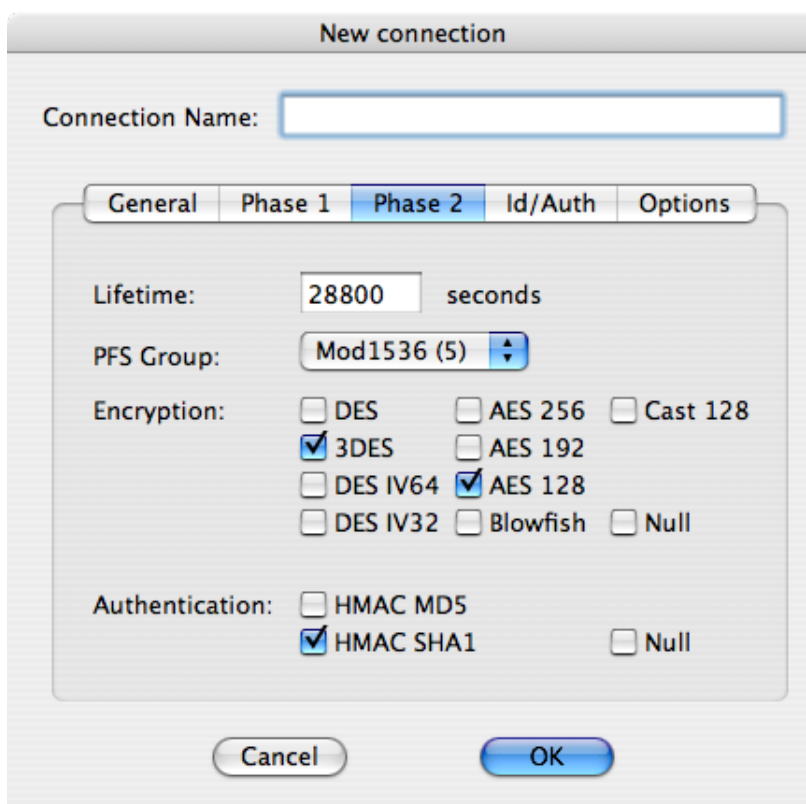 New connection
Connection Name:
General Phase 1 Phase 2 Id/Auth Options
Lifetime: 28800 seconds
PFS Group: Mod1536 (5)
Encryption: DES AES 256 Cast 128
3DES AES 192
DES IV64 AES 128
DES IV32 Blowfish Null
Authentication: HMAC MD5
HMAC SHA1 Null
Cancel OK